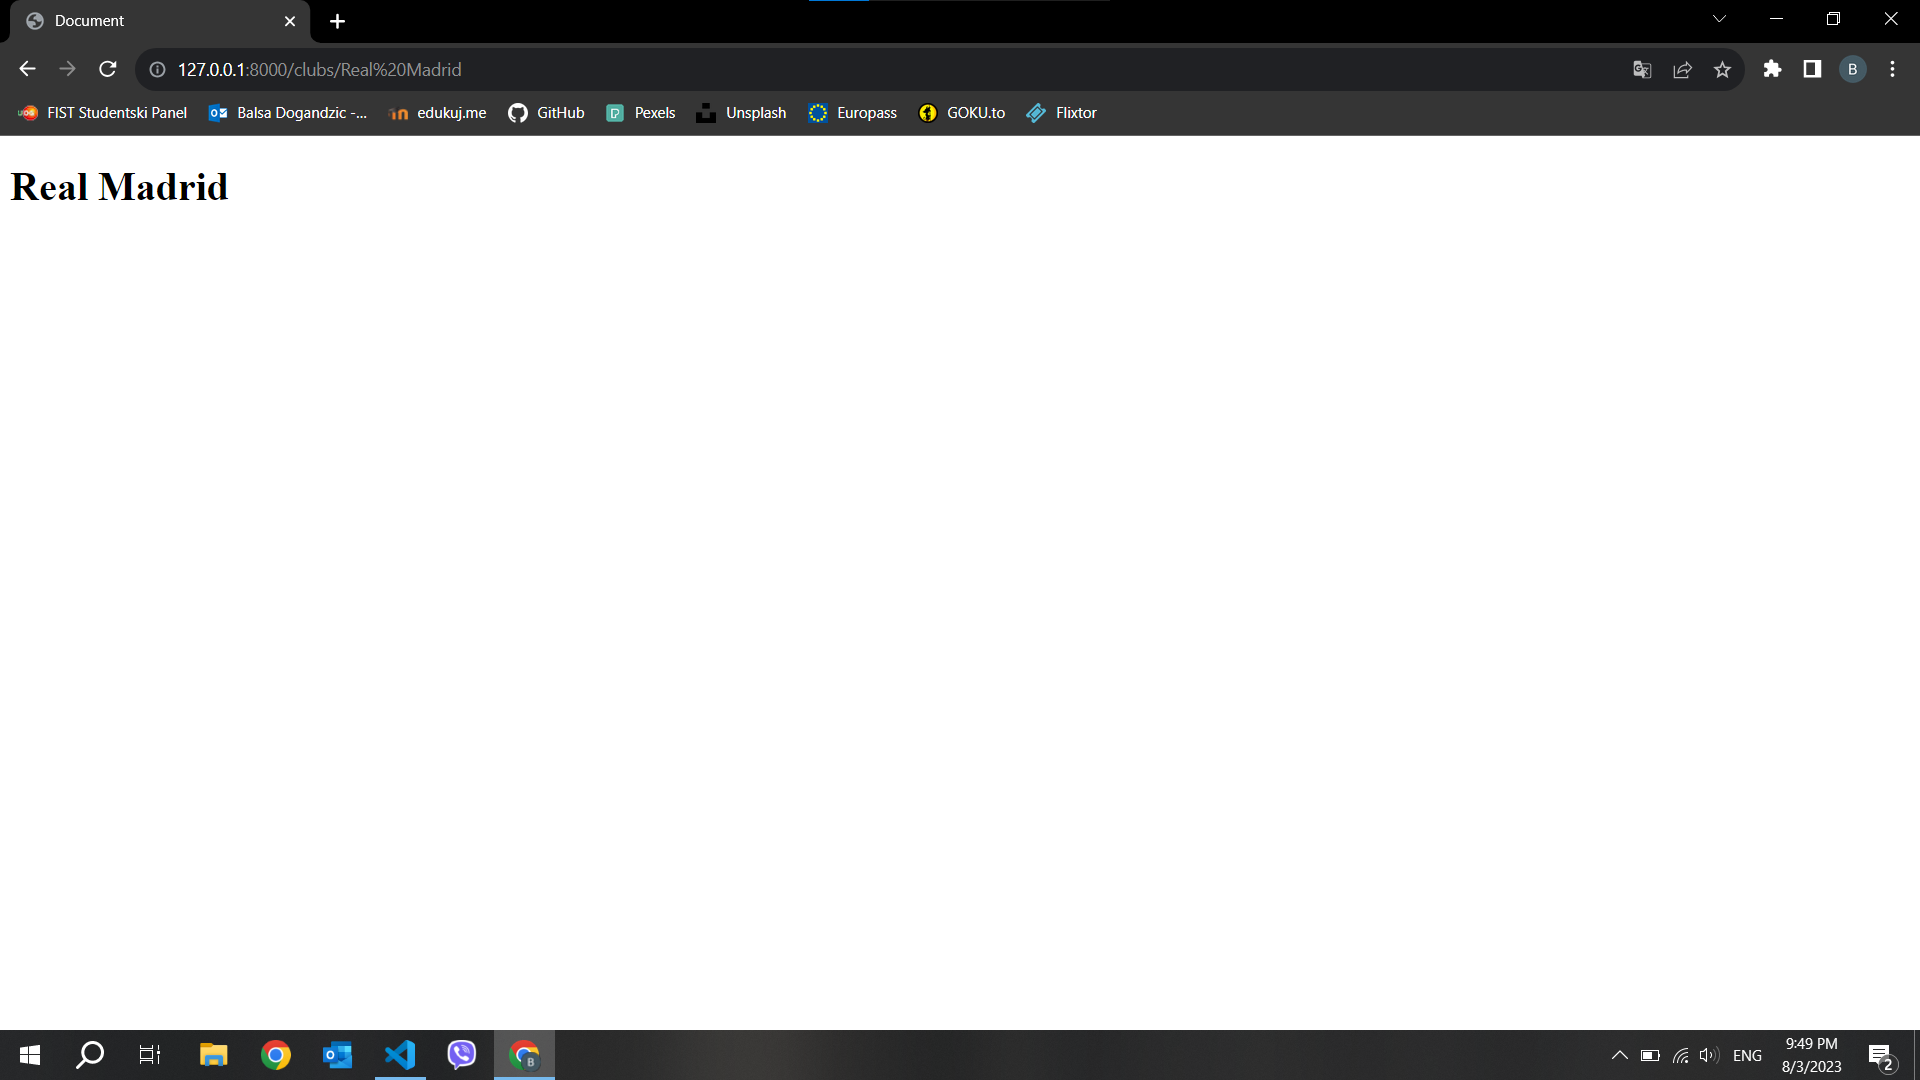 Document
127.0.0.1:8000/clubs/Real%20Madrid
B
FIST Studentski Panel
Balsa Dogandzic -...
edukuj.me
GitHub
Pexels
Unsplash
Europass
GOKU.to
Flixtor
Real Madrid
B
ENG
9:49 PM
8/3/2023
2